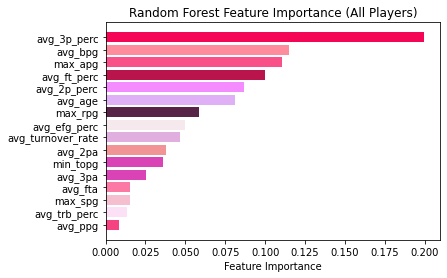 Random Forest Feature Importance (All Players)
avg_3p_perc
avg_bpg
max_apg
avg_ft_perc
avg_2p_perc
avg_age
max_rpg
avg_efg_perc
avg_turnover_rate
avg_2pa
min_topg
avg_3pa
avg_fta
max_spg
avg_trb_perc
avg_ppg
0.000 0.025 0.050 0.075 0.100 0.125 0.150 0.175 0.200
Feature Importance